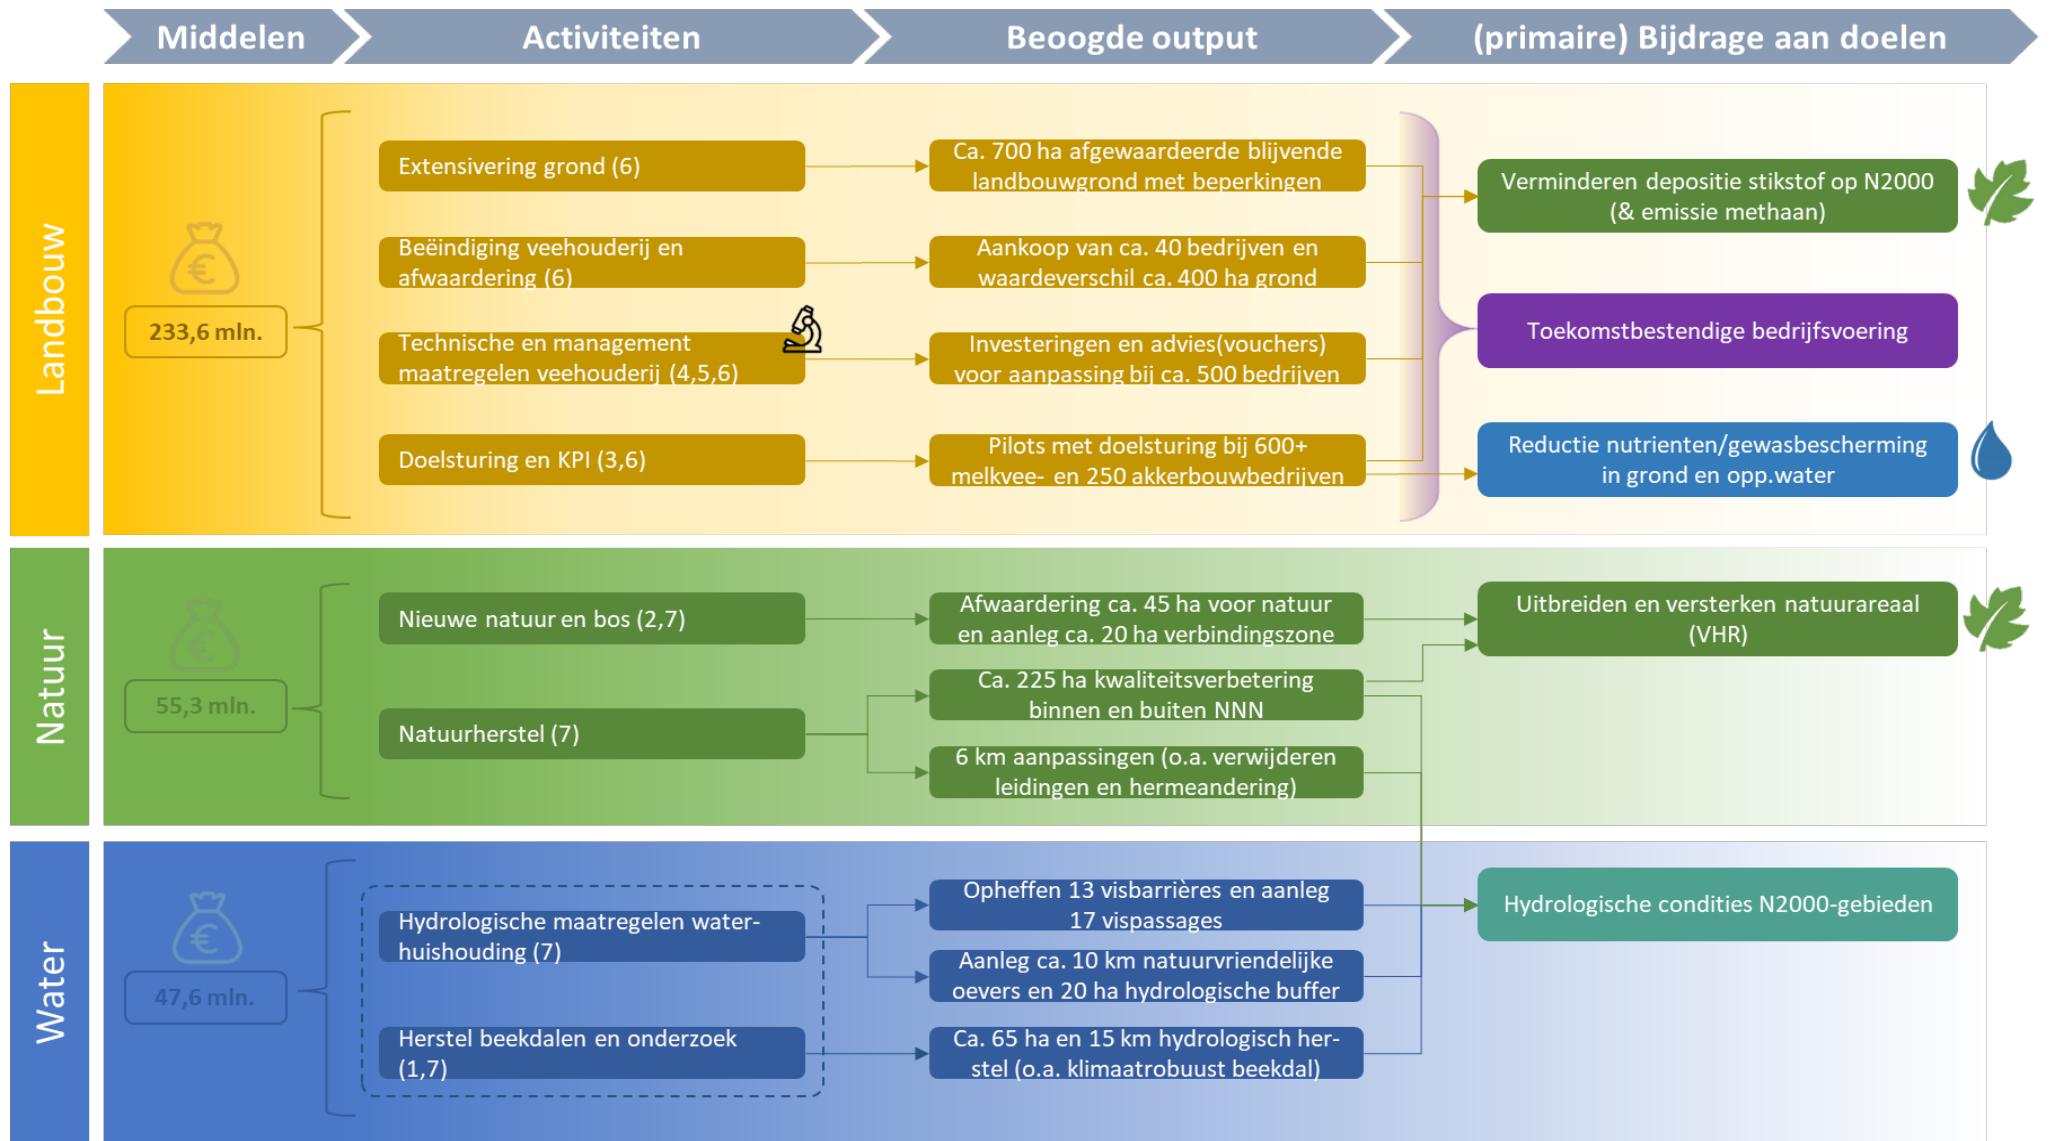 Middelen
Activiteiten
Beoogde output
(primaire) Bijdrage aan doelen
Landbouw
€
233,6 mln.
Extensivering grond (6)
Ca. 700 ha afgewaardeerde blijvende
landbouwgrond met beperkingen
Verminderen depositie stikstof op N2000
(& emissie methaan)
Beëindiging veehouderij en
afwaardering (6)
Aankoop van ca. 40 bedrijven en
waardeverschil ca. 400 ha grond
Toekomstbestendige bedrijfsvoering
Technische en management
maatregelen veehouderij (4,5,6)
Investeringen en advies(vouchers)
voor aanpassing bij ca. 500 bedrijven
Doelsturing en KPI (3,6)
Pilots met doelsturing bij 600+
melkvee- en 250 akkerbouwbedrijven
Reductie nutrienten/gewasbescherming
in grond en opp.water
Natuur
€
55,3 mln.
Nieuwe natuur en bos (2,7)
Afwaardering ca. 45 ha voor natuur
en aanleg ca. 20 ha verbindingszone
Uitbreiden en versterken natuurareaal
(VHR)
Natuurherstel (7)
Ca. 225 ha kwaliteitsverbetering
binnen en buiten NNN
6 km aanpassingen (o.a. verwijderen
leidingen en hermeandering)
Water
€
47,6 mln.
Hydrologische maatregelen water-
huishouding (7)
Opheffen 13 visbarrières en aanleg
17 vispassages
Hydrologische condities N2000-gebieden
Aanleg ca. 10 km natuurvriendelijke
oevers en 20 ha hydrologische buffer
Herstel beekdalen en onderzoek
(1,7)
Ca. 65 ha en 15 km hydrologisch her-
stel (o.a. klimaatrobuust beekdal)